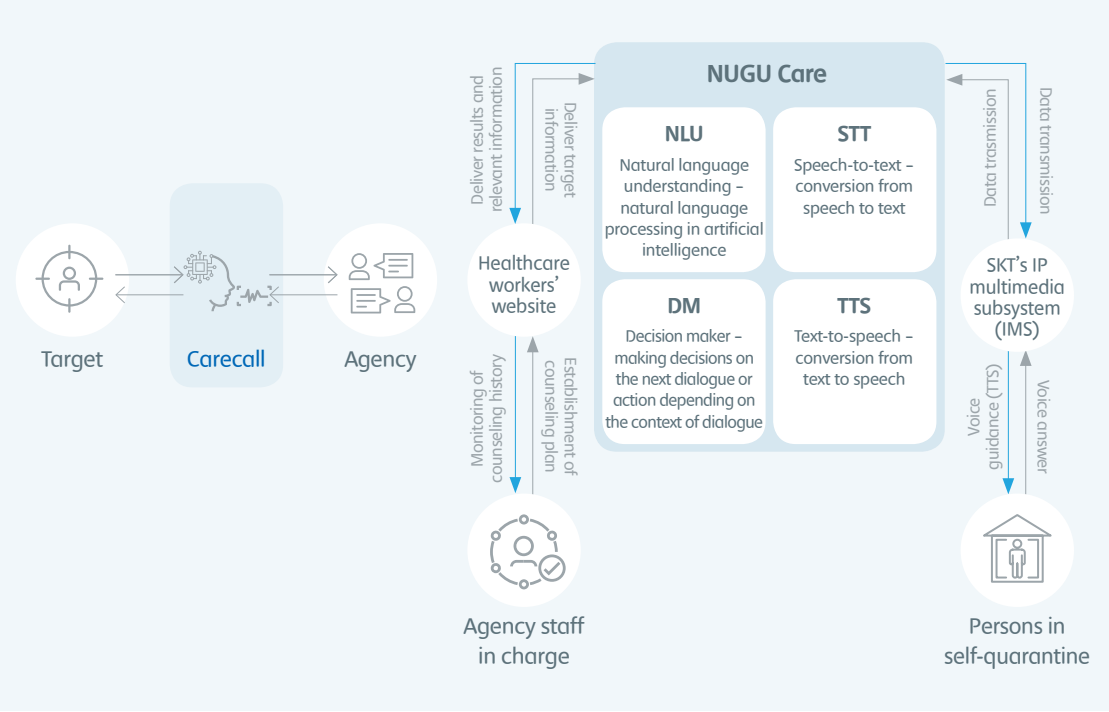 Target
Carecall
Agency
Deliver results and
relevant information
Deliver target
information
Healthcare
workers'
website
Monitoring of
counseling history
Establishment of
counseling plan
Agency staff
in charge
NUGU Care
NLU
Natural language
understanding –
natural language
processing in artificial
intelligence
STT
Speech-to-text –
conversion from
speech to text
DM
Decision maker –
making decisions on
the next dialogue or
action depending on
the context of dialogue
TTS
Text-to-speech –
conversion from
text to speech
Data transmission
Data transmission
SKT's IP
multimedia
subsystem
(IMS)
Voice
guidence (TTS)
Voice answer
Persons in
self-quarantine